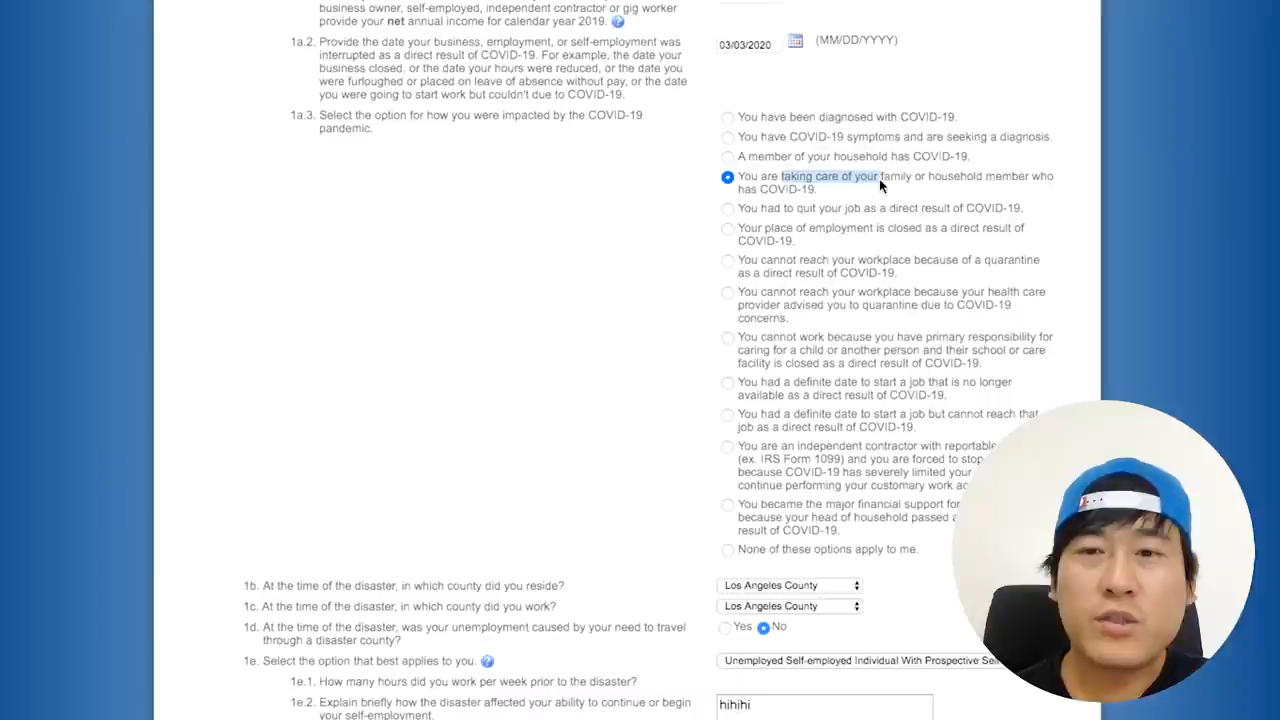 business owner, self-employed, independent contractor or gig worker
provide your net annual income for calendar year 2019.
1a.2. Provide the date your business, employment, or self-employment was
interrupted as a direct result of COVID-19. For example, the date your
business closed, or the date your hours were reduced, or the date you
were furloughed or placed on leave of absence without pay, or the date
you were going to start work but couldn't due to COVID-19.
03/03/2020 (MM/DD/YYYY)
1a.3. Select the option for how you were impacted by the COVID-19
pandemic.
You have been diagnosed with COVID-19.
You have COVID-19 symptoms and are seeking a diagnosis.
A member of your household has COVID-19.
You are taking care of your family or household member who
has COVID-19.
You had to quit your job as a direct result of COVID-19.
Your place of employment is closed as a direct result of
COVID-19.
You cannot reach your workplace because of a quarantine
as a direct result of COVID-19.
You cannot reach your workplace because your health care
provider advised you to quarantine due to COVID-19
concerns.
You cannot work because you have primary responsibility for
caring for a child or another person and their school or care
facility is closed as a direct result of COVID-19.
You had a definite date to start a job that is no longer
available as a direct result of COVID-19.
You had a definite date to start a job but cannot reach that
job as a direct result of COVID-19.
You are an independent contractor with reportable
(ex. IRS Form 1099) and you are forced to stop
because COVID-19 has severely limited your
continue performing your customary work
You became the major financial support for
because your head of household passed
result of COVID-19.
None of these options apply to me.
1b. At the time of the disaster, in which county did you reside?
Los Angeles County
1c. At the time of the disaster, in which county did you work?
Los Angeles County
1d. At the time of the disaster, was your unemployment caused by your need to travel
through a disaster county?
Yes No
1e. Select the option that best applies to you.
Unemployed Self-employed Individual With Prospective
1e.1. How many hours did you work per week prior to the disaster?
1e.2. Explain briefly how the disaster affected your ability to continue or begin
your self-employment.
hihihi